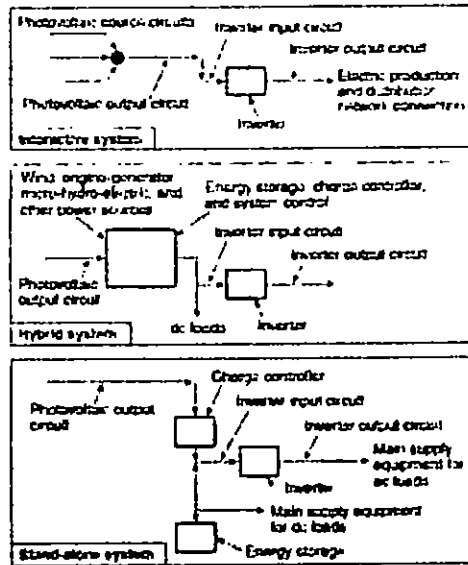 Photovoltaic source circuits
Inverter input circuit
Inverter output circuit
Photovoltaic output circuit
Electric production
and distribution
network connection
Inverter
Interactive system
Wind, engine-generator,
micro-hydro-electric, and
other power sources
Energy storage, charge controller,
and system control
Inverter input circuit
Inverter output circuit
Photovoltaic
output circuit
dc loads
Inverter
Hybrid system
Charge controller
Photovoltaic output
circuit
Inverter input circuit
Inverter output circuit
Main supply
equipment for
ac loads
Inverter
Main supply equipment
for dc loads
Stand-alone system
Energy storage